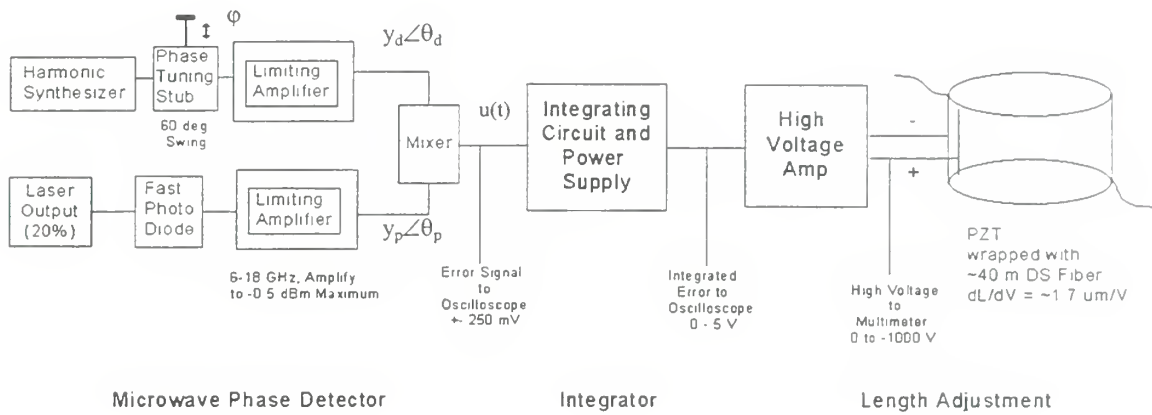 φ
y_d∠θ_d
Harmonic
Synthesizer
Phase
Tuning
Stub
60 deg
Swing
Limiting
Amplifier
Mixer
u(t)
Integrating
Circuit and
Power
Supply
High
Voltage
Amp
-
+
Laser
Output
(20%)
Fast
Photo
Diode
Limiting
Amplifier
y_p∠θ_p
6-18 GHz, Amplify
to -0 5 dBm Maximum
Error Signal
to
Oscilloscope
+- 250 mV
Integrated
Error to
Oscilloscope
0 - 5 V
High Voltage
to
Multimeter
0 to -1000 V
PZT
wrapped with
~40 m DS Fiber
dL/dV = ~1 7 um/V
Microwave Phase Detector
Integrator
Length Adjustment